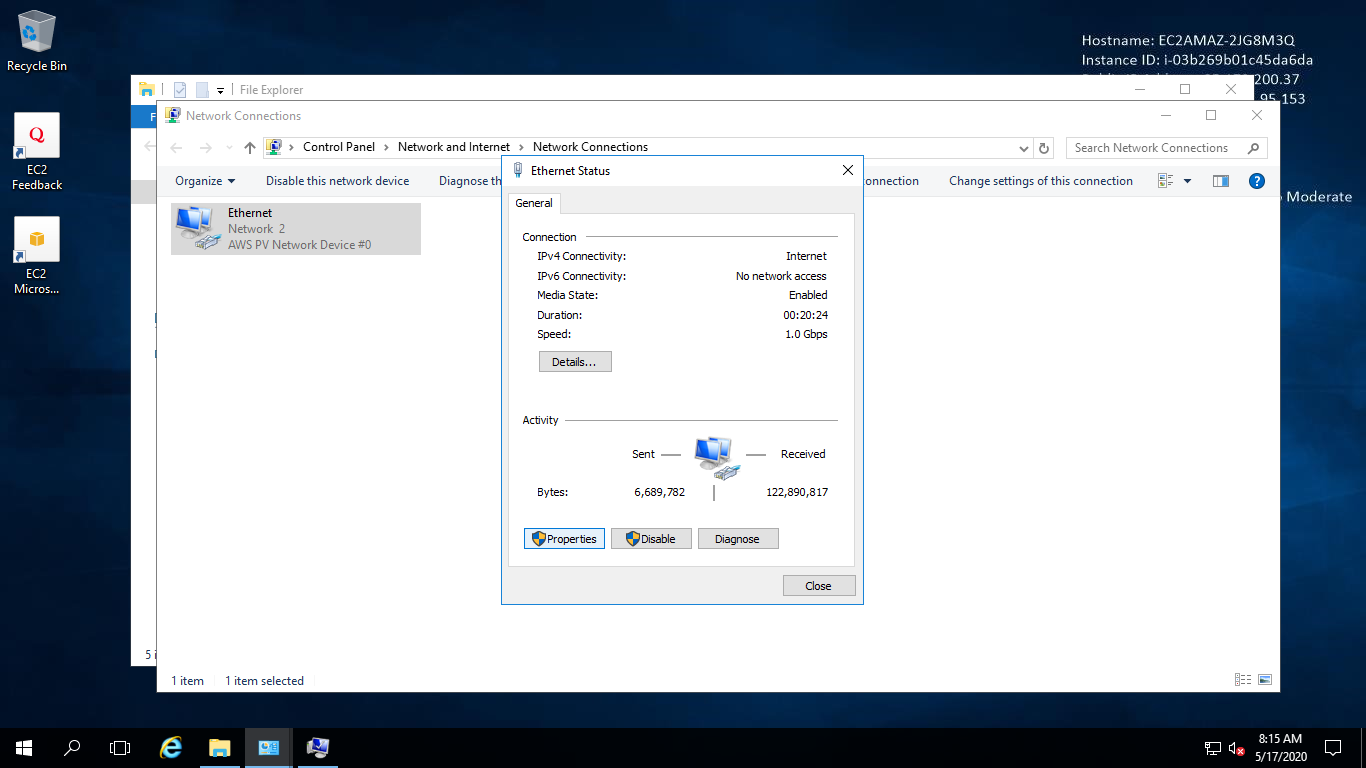 Recycle Bin
EC2
Feedback
EC2
Micros...
Hostname: EC2AMAZ-2JG8M3Q
Instance ID: i-03b269b01c45da6da
200.37
95.153
Moderate
File Explorer
F
Network Connections
Control Panel > Network and Internet > Network Connections
Search Network Connections
Organize
Disable this network device
Diagnose th
onnection
Change settings of this connection
Ethernet
Network 2
AWS PV Network Device #0
Ethernet Status
General
Connection
IPv4 Connectivity: Internet
IPv6 Connectivity: No network access
Media State: Enabled
Duration: 00:20:24
Speed: 1.0 Gbps
Details...
Activity
Sent Received
Bytes: 6,689,782 122,890,817
Properties Disable Diagnose
Close
5 i
1 item 1 item selected
8:15 AM
5/17/2020